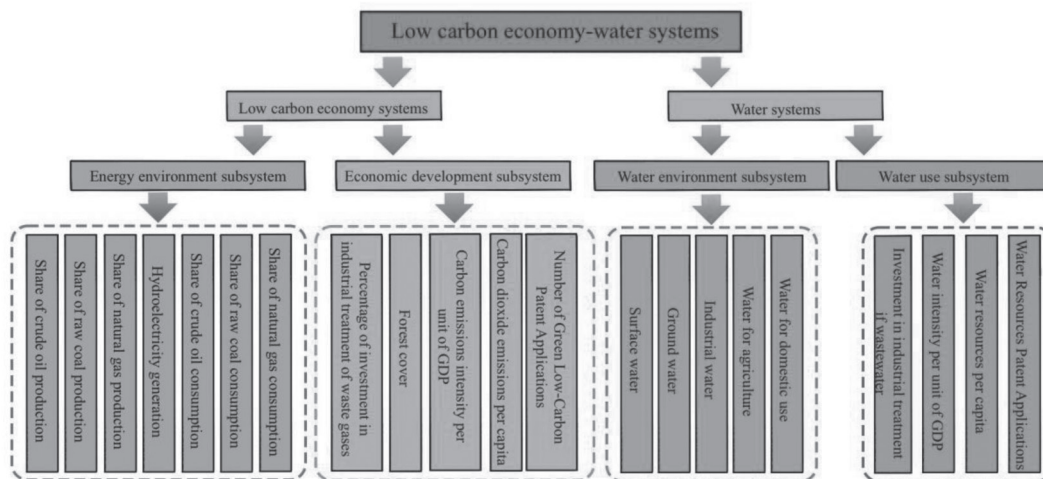 Low carbon economy-water systems
Low carbon economy systems
Water systems
Energy environment subsystem
Economic development subsystem
Water environment subsystem
Water use subsystem
Share of crude oil production
Share of raw coal production
Share of natural gas production
Hydroelectricity generation
Share of crude oil consumption
Share of raw coal consumption
Share of natural gas consumption
Percentage of investment in
industrial treatment of waste gases
Forest cover
Carbon emissions intensity per
unit of GDP
Carbon dioxide emissions per capita
Number of Green Low-Carbon
Patent Applications
Surface water
Ground water
Industrial water
Water for agriculture
Water for domestic use
Investment in industrial treatment
if wastewater
Water intensity per unit of GDP
Water resources per capita
Water Resources Patent Applications